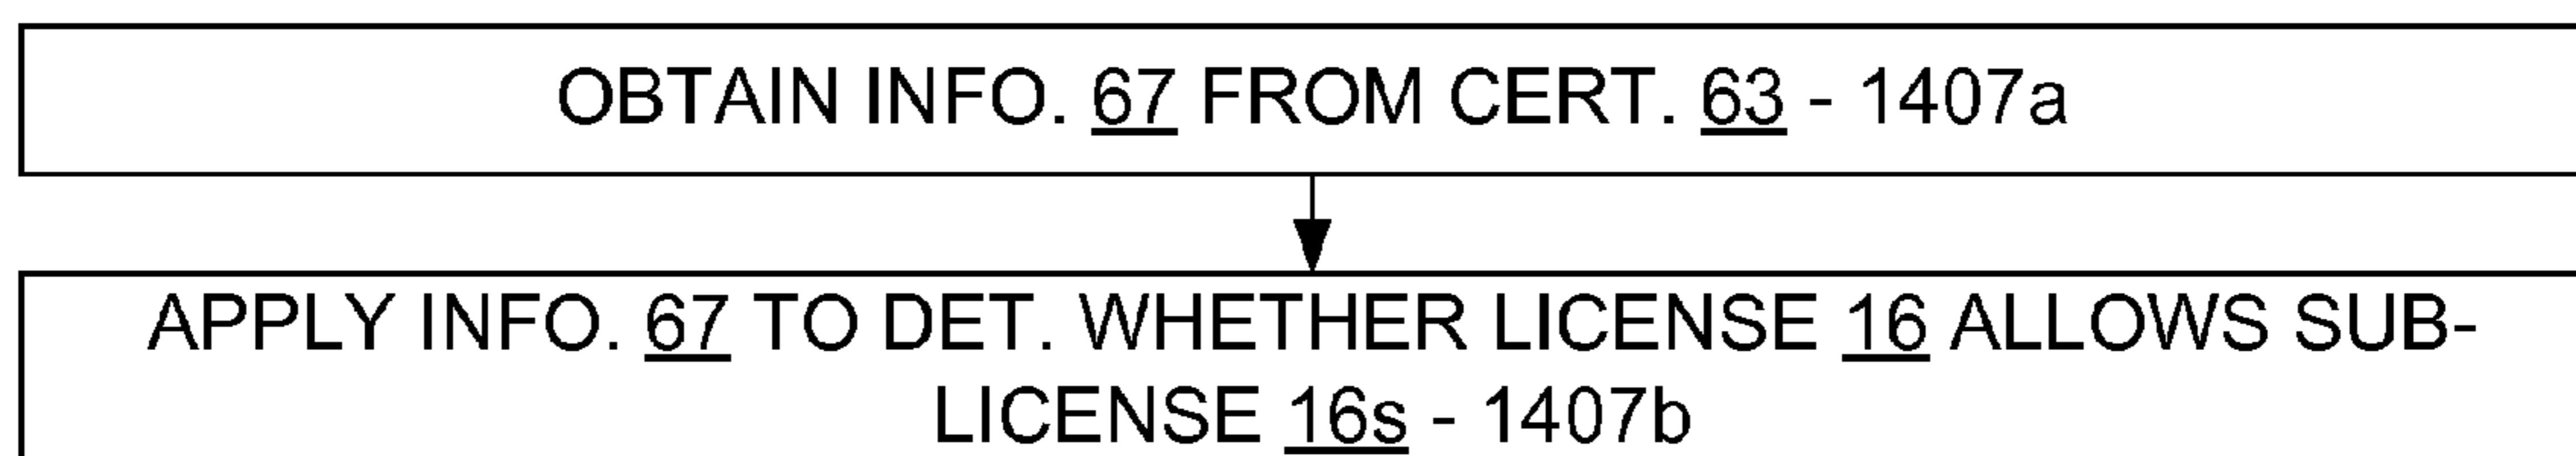 OBTAIN INFO. 67 FROM CERT. 63 - 1407a
APPLY INFO. 67 TO DET. WHETHER LICENSE 16 ALLOWS SUB-
LICENSE 16s - 1407b